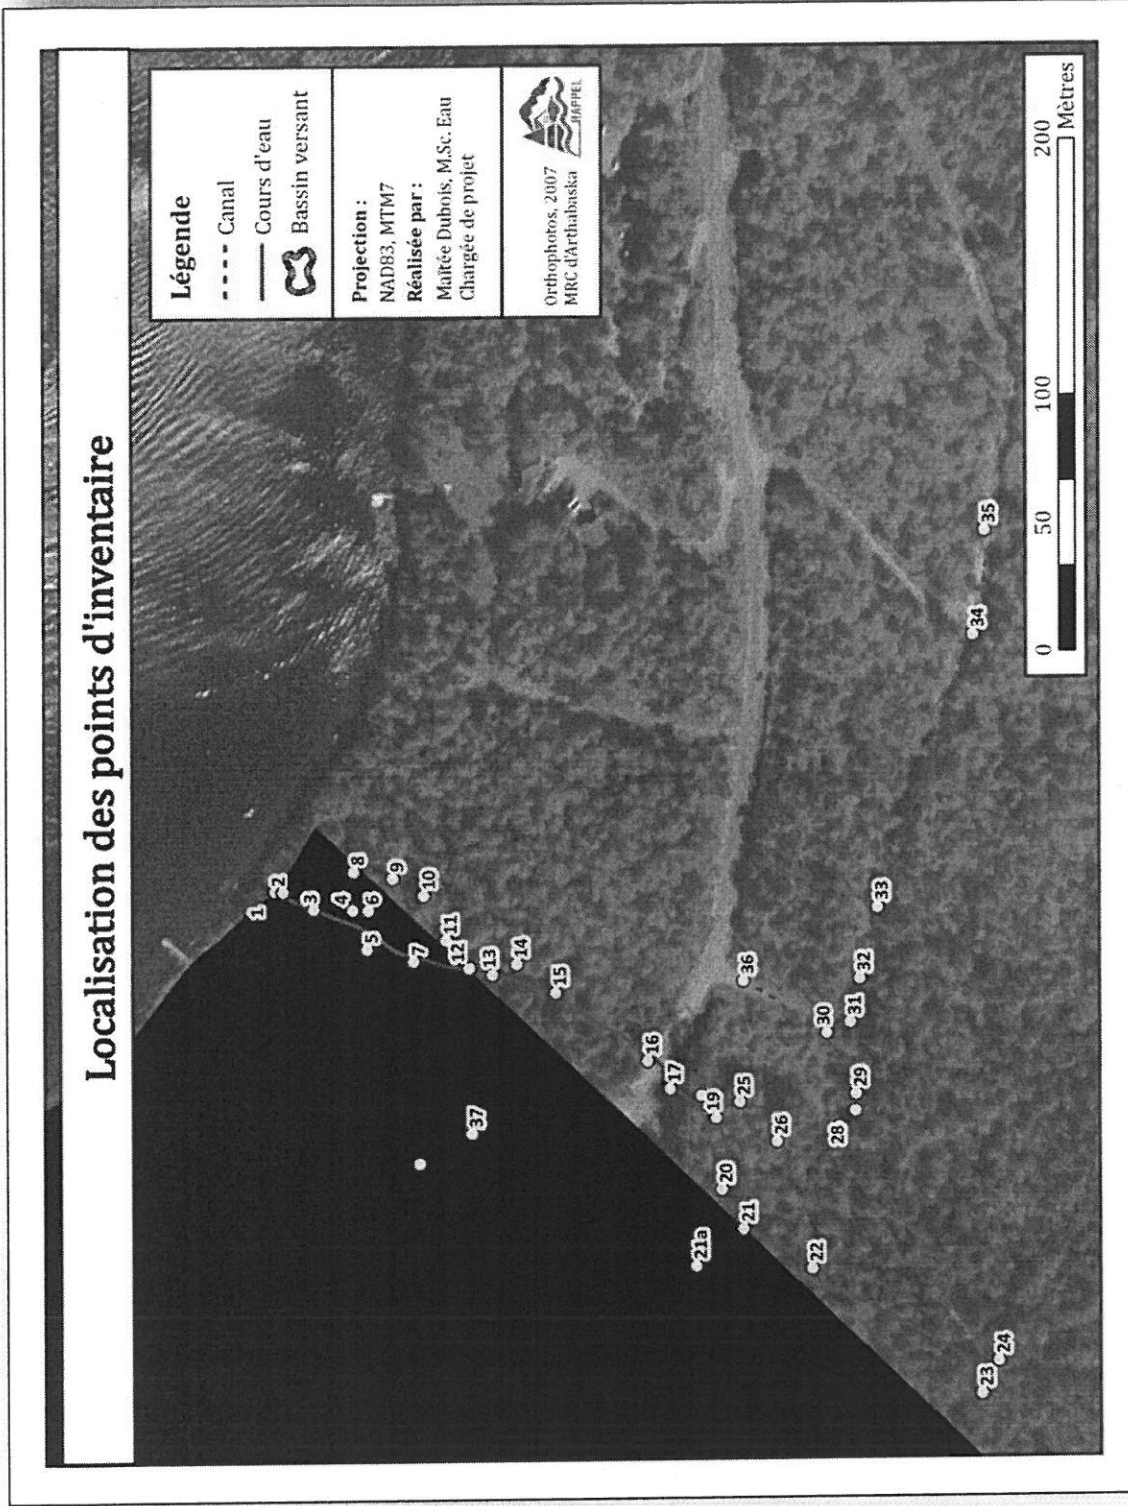 Localisation des points d'inventaire
Légende
Canal
Cours d'eau
Bassin versant
Projection :
NAD83, MTM7
Réalisée par :
Maïtée Dubois, M.Sc. Eau
Chargée de projet
Orthophotos, 2007
MRC d'Arthabaska
RAPPEL
1
2
3
4
5
6
7
8
9
10
11
12
13
14
15
16
17
19
20
21
21a
22
23
24
25
26
28
29
30
31
32
33
34
35
36
37
0 50 100 200
Mètres